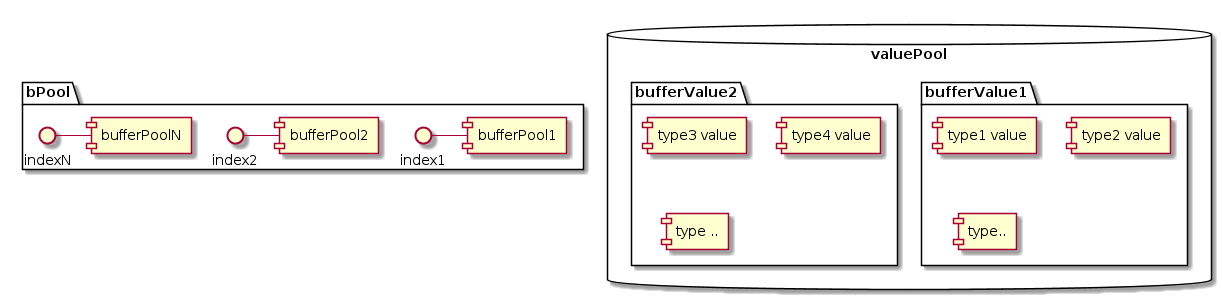 bPool
indexN
bufferPoolN
index2
bufferPool2
index1
bufferPool1
valuePool
bufferValue2
type3 value
type4 value
type ..
bufferValue1
type1 value
type2 value
type..